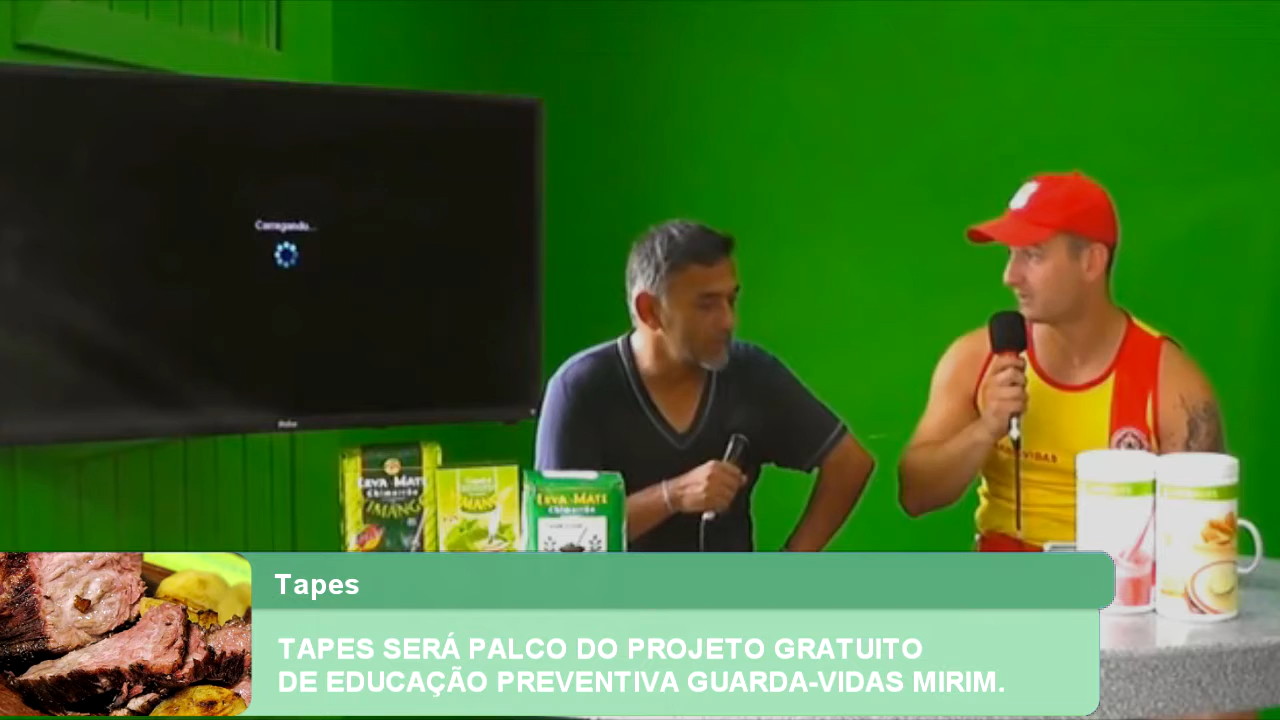 Carregando...
ERVA-MATE
Chimarrão
XIMANGO
ERVA-MATE
Chimarrão
Tapes
TAPES SERÁ PALCO DO PROJETO GRATUITO
DE EDUCAÇÃO PREVENTIVA GUARDA-VIDAS MIRIM.